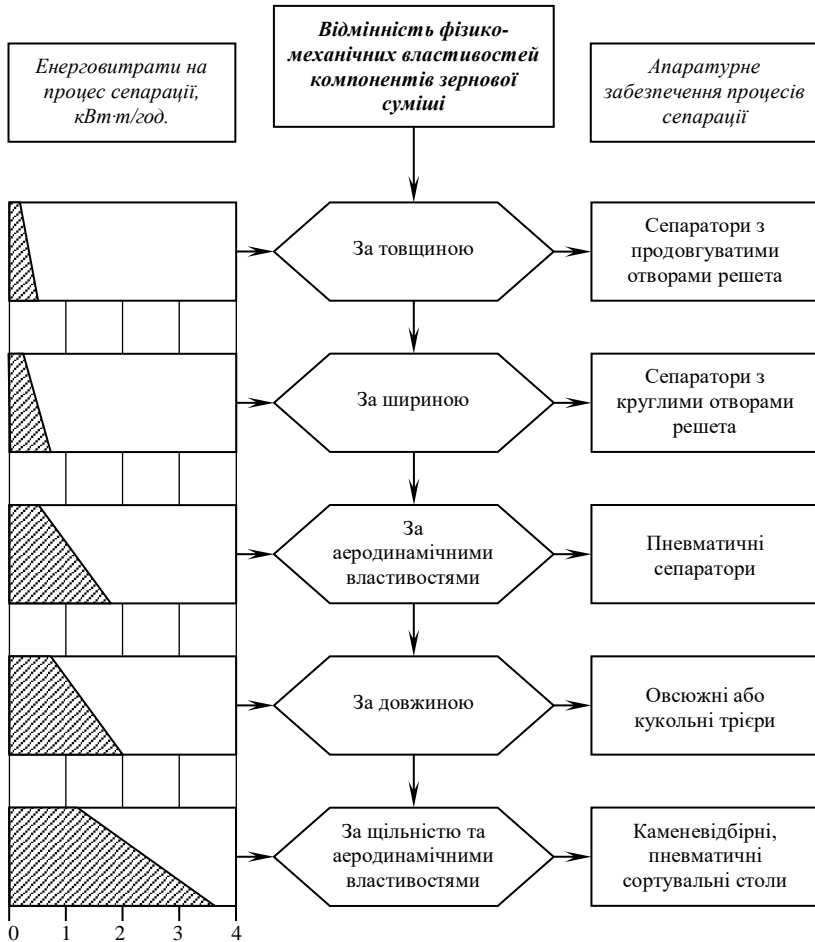 Енерговитрати на
процес сепарації,
кВт·т/год.
Відмінність фізико-
механічних властивостей
компонентів зернової
суміші
Апаратурне
забезпечення процесів
сепарації
За товщиною
Сепаратори з
продовгуватими
отворами решета
За шириною
Сепаратори з
круглими отворами
решета
За
аеродинамічними
властивостями
Пневматичні
сепаратори
За довжиною
Овсюжні або
кукольні трієри
За щільністю та
аеродинамічними
властивостями
Каменевідбірні,
пневматичні
сортувальні столи
0 1 2 3 4